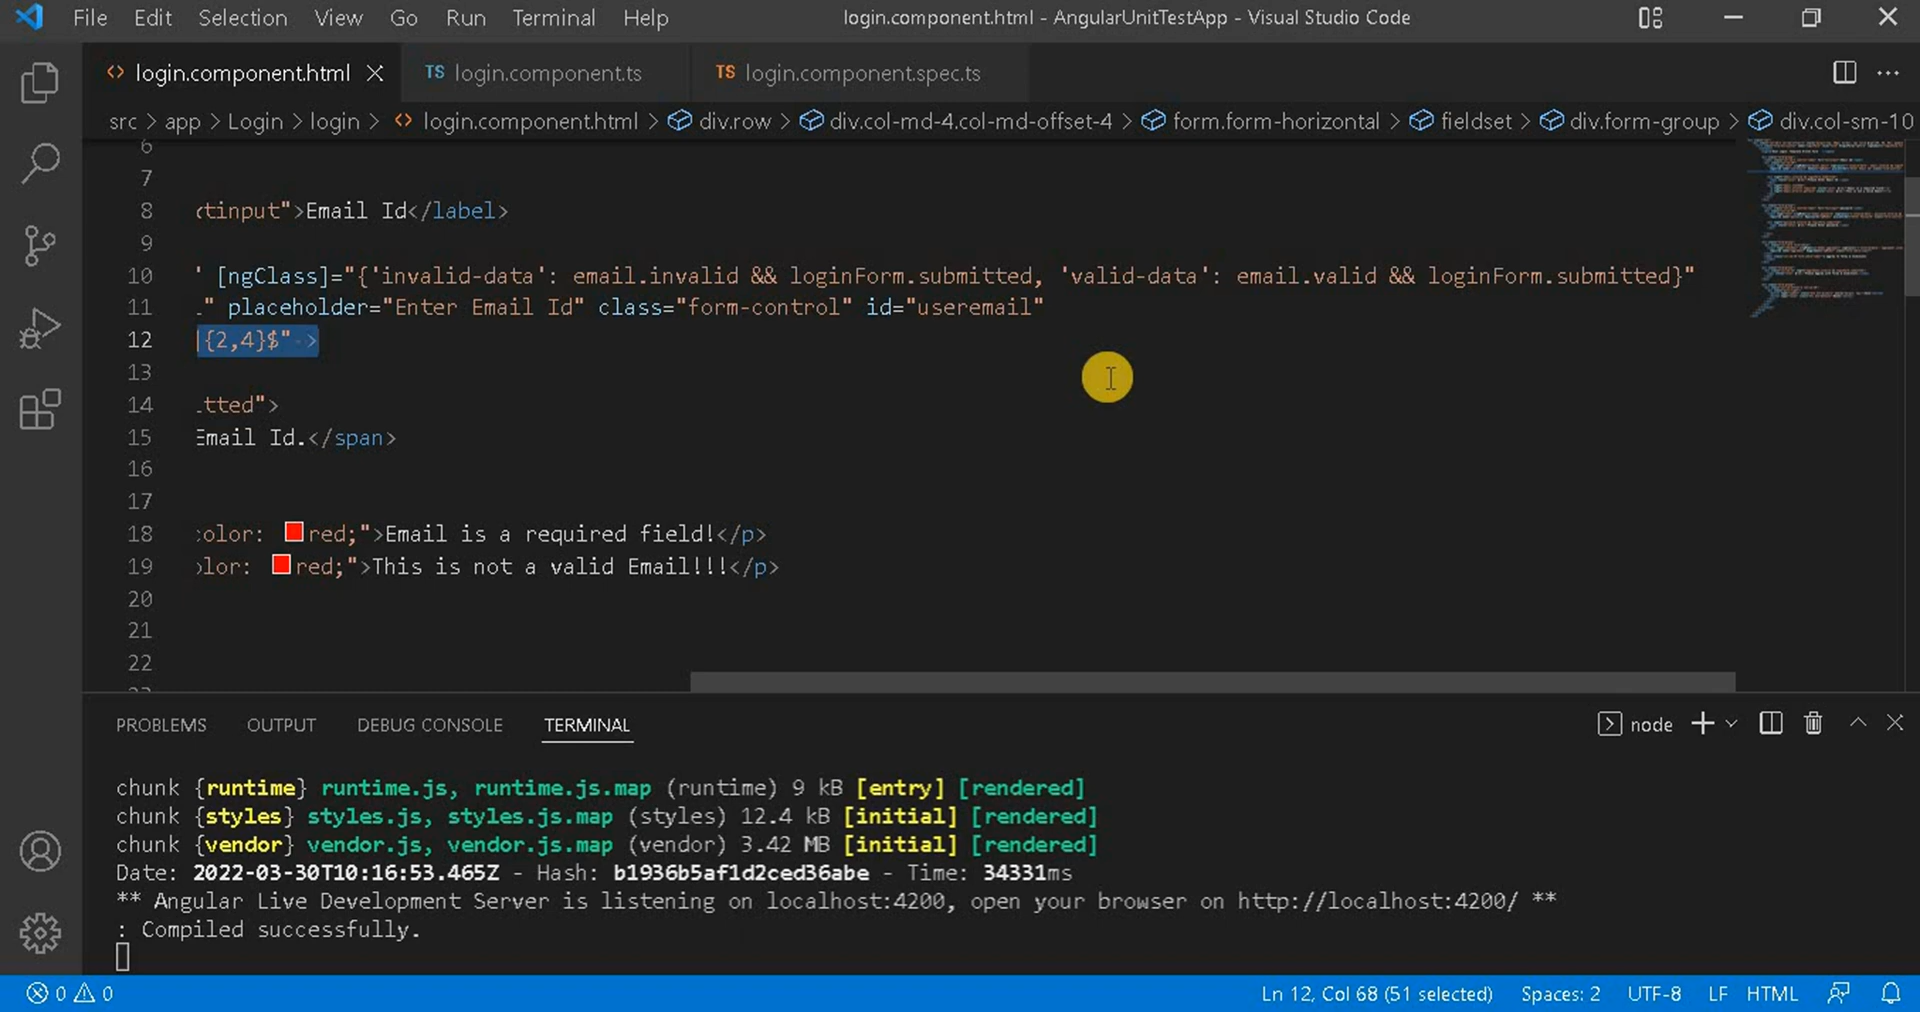 File Edit Selection View Go Run Terminal Help login.component.html - AngularUnitTestApp - Visual Studio Code
<> login.component.html TS login.component.ts TS login.component.spec.ts
src > app > Login > login > <> login.component.html > div.row > div.col-md-4.col-md-offset-4 > form.form-horizontal > fieldset > div.form-group > div.col-sm-10
6
7
8 tinput">Email Id</label>
9
10 " [ngClass]="{'invalid-data': email.invalid && loginForm.submitted, 'valid-data': email.valid && loginForm.submitted}"
11 " placeholder="Enter Email Id" class="form-control" id="useremail"
12 {2,4}$" >
13
14 tted">
15 Email Id.</span>
16
17
18 color: red;">Email is a required field!</p>
19 olor: red;">This is not a valid Email!!!</p>
20
21
22
PROBLEMS OUTPUT DEBUG CONSOLE TERMINAL node
chunk {runtime} runtime.js, runtime.js.map (runtime) 9 kB [entry] [rendered]
chunk {styles} styles.js, styles.js.map (styles) 12.4 kB [initial] [rendered]
chunk {vendor} vendor.js, vendor.js.map (vendor) 3.42 MB [initial] [rendered]
Date: 2022-03-30T10:16:53.465Z - Hash: b1936b5af1d2ced36abe - Time: 34331ms
** Angular Live Development Server is listening on localhost:4200, open your browser on http://localhost:4200/ **
: Compiled successfully.
0 0 Ln 12, Col 68 (51 selected) Spaces: 2 UTF-8 LF HTML